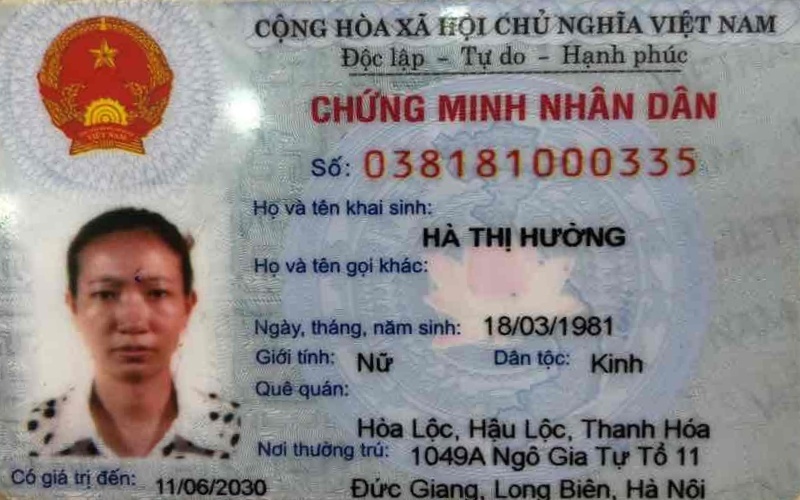 CỘNG HÒA XÃ HỘI CHỦ NGHĨA VIỆT NAM
Độc lập - Tự do - Hạnh phúc
CHỨNG MINH NHÂN DÂN
Số: 038181000335
Họ và tên khai sinh:
HÀ THỊ HƯỜNG
Họ và tên gọi khác:
Ngày, tháng, năm sinh: 18/03/1981
Giới tính: Nữ Dân tộc: Kinh
Quê quán:
Hòa Lộc, Hậu Lộc, Thanh Hóa
Nơi thường trú: 1049A Ngô Gia Tự Tổ 11
Đức Giang, Long Biên, Hà Nội
Có giá trị đến: 11/06/2030